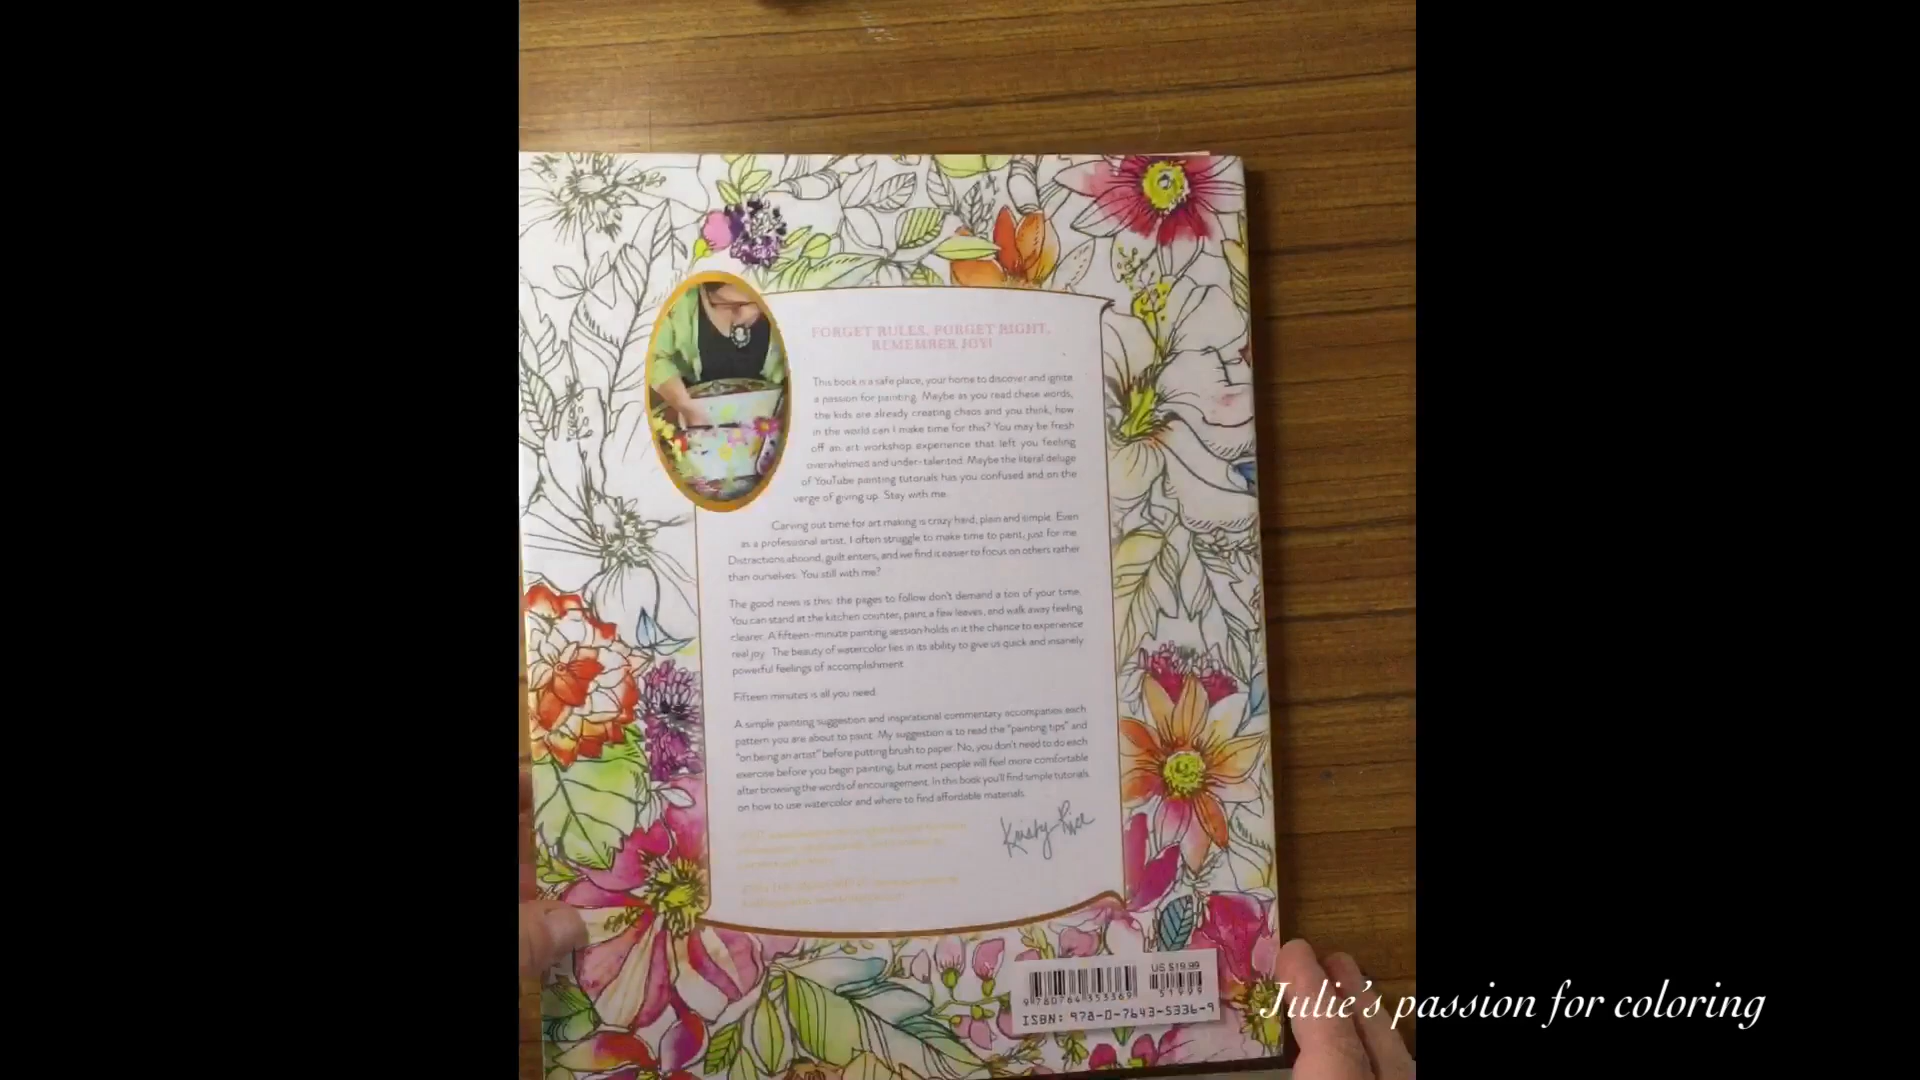 FORGET RULES, FORGET RIGHT,
REMEMBER JOY!
This book is a safe place, your home to discover and ignite
a passion for painting. Maybe as you read these words,
the kids are already creating chaos and you think, how
in the world can I make time for this? You may be fresh
off an art workshop experience that left you feeling
overwhelmed and under-talented. Maybe the literal deluge
of YouTube painting tutorials has you confused and on the
verge of giving up. Stay with me.
Carving out time for art making is crazy hard, plain and simple. Even
as a professional artist, I often struggle to make time to paint, just for me.
Distractions abound, guilt enters, and we find it easier to focus on others rather
than ourselves. You still with me?
The good news is this: the pages to follow don't demand a ton of your time.
You can stand at the kitchen counter, paint a few leaves, and walk away feeling
clearer. A fifteen-minute painting session holds in it the chance to experience
real joy. The beauty of watercolor lies in its ability to give us quick and insanely
powerful feelings of accomplishment.
Fifteen minutes is all you need.
A simple painting suggestion and inspirational commentary accompanies each
pattern you are about to paint. My suggestion is to read the "painting tips" and
"on being an artist" before putting brush to paper. No, you don't need to do each
exercise before you begin painting, but most people will feel more comfortable
after browsing the words of encouragement. In this book you'll find simple tutorials
on how to use watercolor and where to find affordable materials.
Kristy Rice
US $19.99
9 780764 353369
51999
ISBN: 978-0-7643-5336-9
Julie's passion for coloring